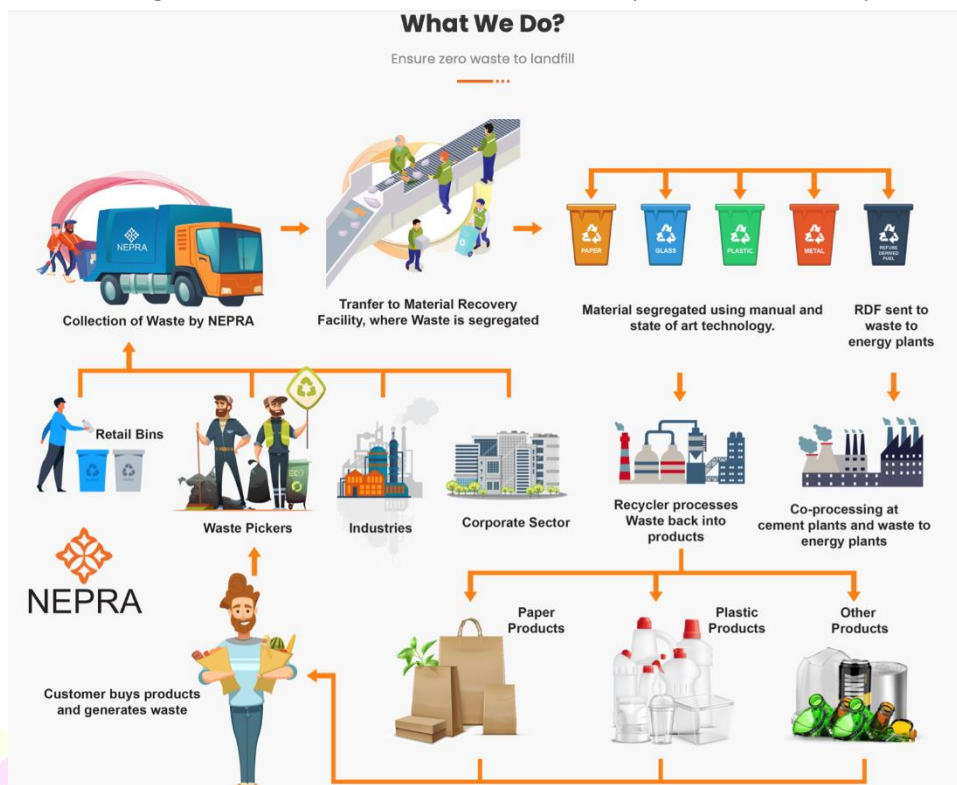 What We Do?
Ensure zero waste to landfill
NEPRA
PAPER
GLASS
PLASTIC
METAL
REFUSE
DERIVED
FUEL
Collection of Waste by NEPRA
Tranfer to Material Recovery
Facility, where Waste is segregated
Material segregated using manual and
state of art technology.
RDF sent to
waste to
energy plants
Retail Bins
Waste Pickers
Industries
Corporate Sector
Recycler processes
Waste back into
products
Co-processing at
cement plants and waste to
energy plants
NEPRA
Paper
Products
Plastic
Products
Other
Products
Customer buys products
and generates waste